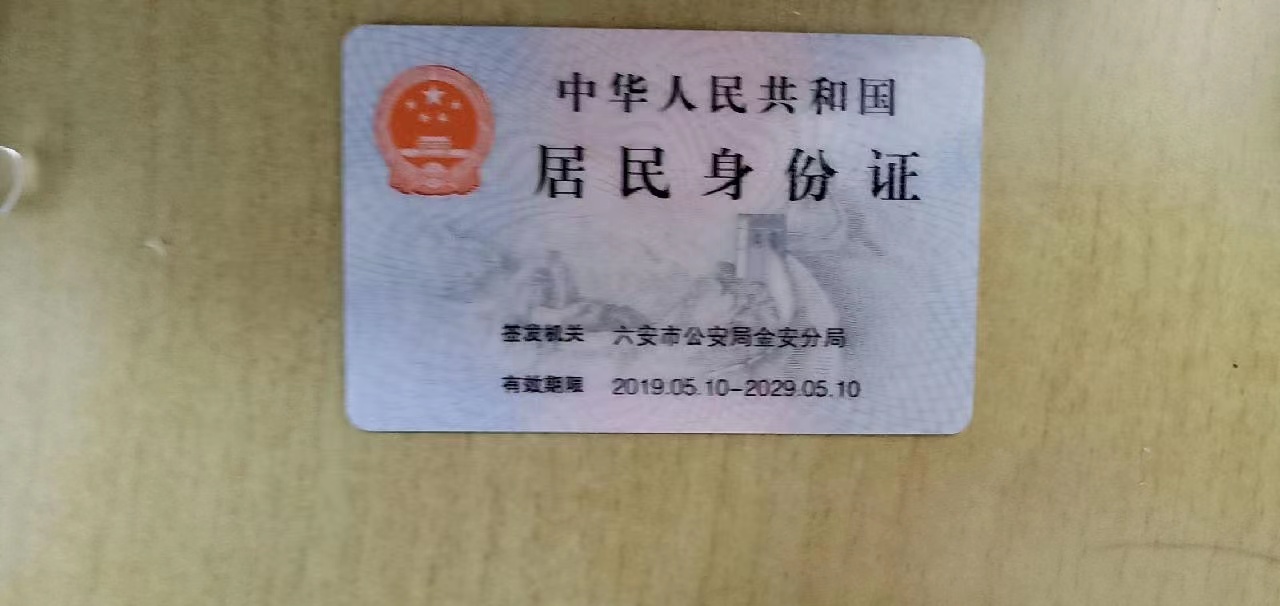 中华人民共和国
居民身份证
签发机关 六安市公安局金安分局
有效期限 2019.05.10-2029.05.10